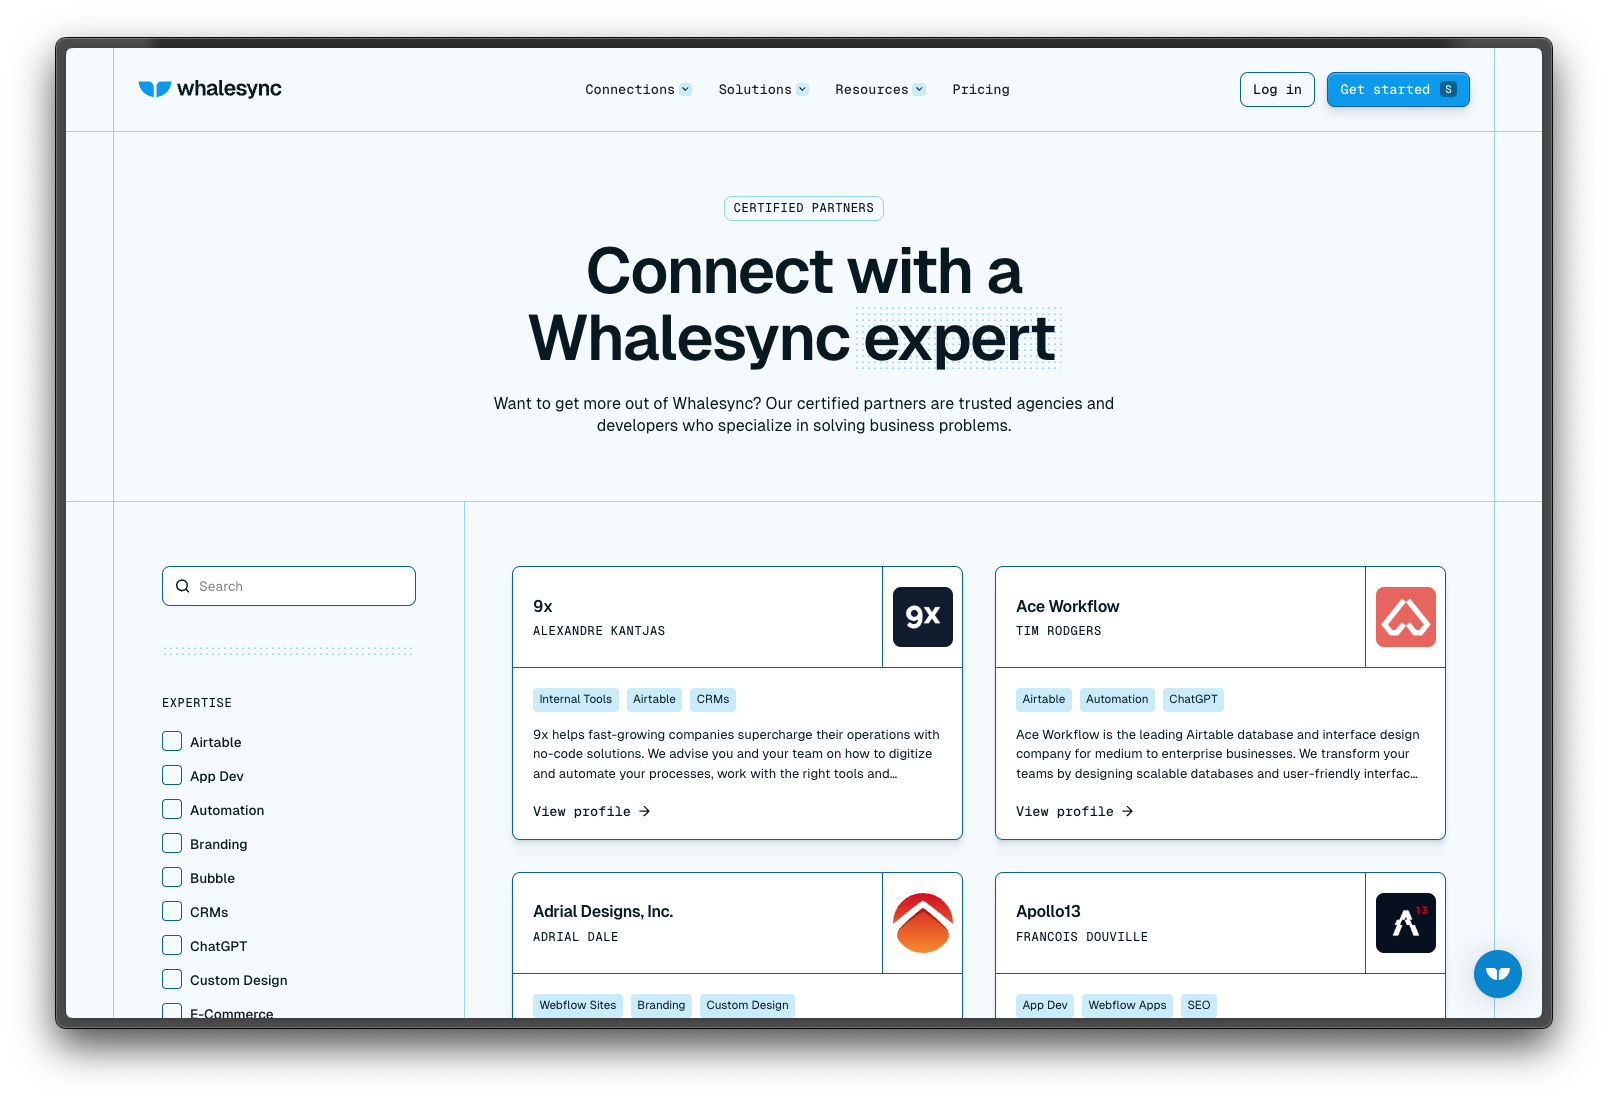 whalesync
Connections
Solutions
Resources
Pricing
Log in
Get started S
CERTIFIED PARTNERS
Connect with a
Whalesync expert
Want to get more out of Whalesync? Our certified partners are trusted agencies and
developers who specialize in solving business problems.
Search
EXPERTISE
Airtable
App Dev
Automation
Branding
Bubble
CRMs
ChatGPT
Custom Design
E-Commerce
9x
ALEXANDRE KANTJAS
9x
Internal Tools
Airtable
CRMs
9x helps fast-growing companies supercharge their operations with
no-code solutions. We advise you and your team on how to digitize
and automate your processes, work with the right tools and…
View profile →
Ace Workflow
TIM RODGERS
Airtable
Automation
ChatGPT
Ace Workflow is the leading Airtable database and interface design
company for medium to enterprise businesses. We transform your
teams by designing scalable databases and user-friendly interfac…
View profile →
Adrial Designs, Inc.
ADRIAL DALE
Webflow Sites
Branding
Custom Design
Apollo13
FRANCOIS DOUVILLE
A13
App Dev
Webflow Apps
SEO